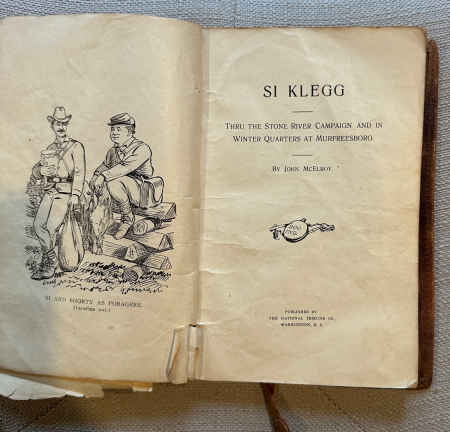 SI AND SHORTY AS FORAGERS.
SI KLEGG
THRU THE STONE RIVER CAMPAIGN AND IN
WINTER QUARTERS AT MURFREESBORO.
BY JOHN MCELROY.
PUBLISHED BY
THE NATIONAL TRIBUNE CO.,
WASHINGTON, D. C.